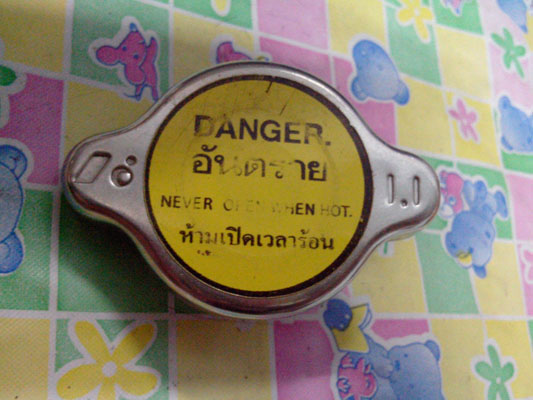 DANGER.
อันตราย
NEVER OPEN WHEN HOT.
ห้ามเปิดเวลาร้อน
1.1